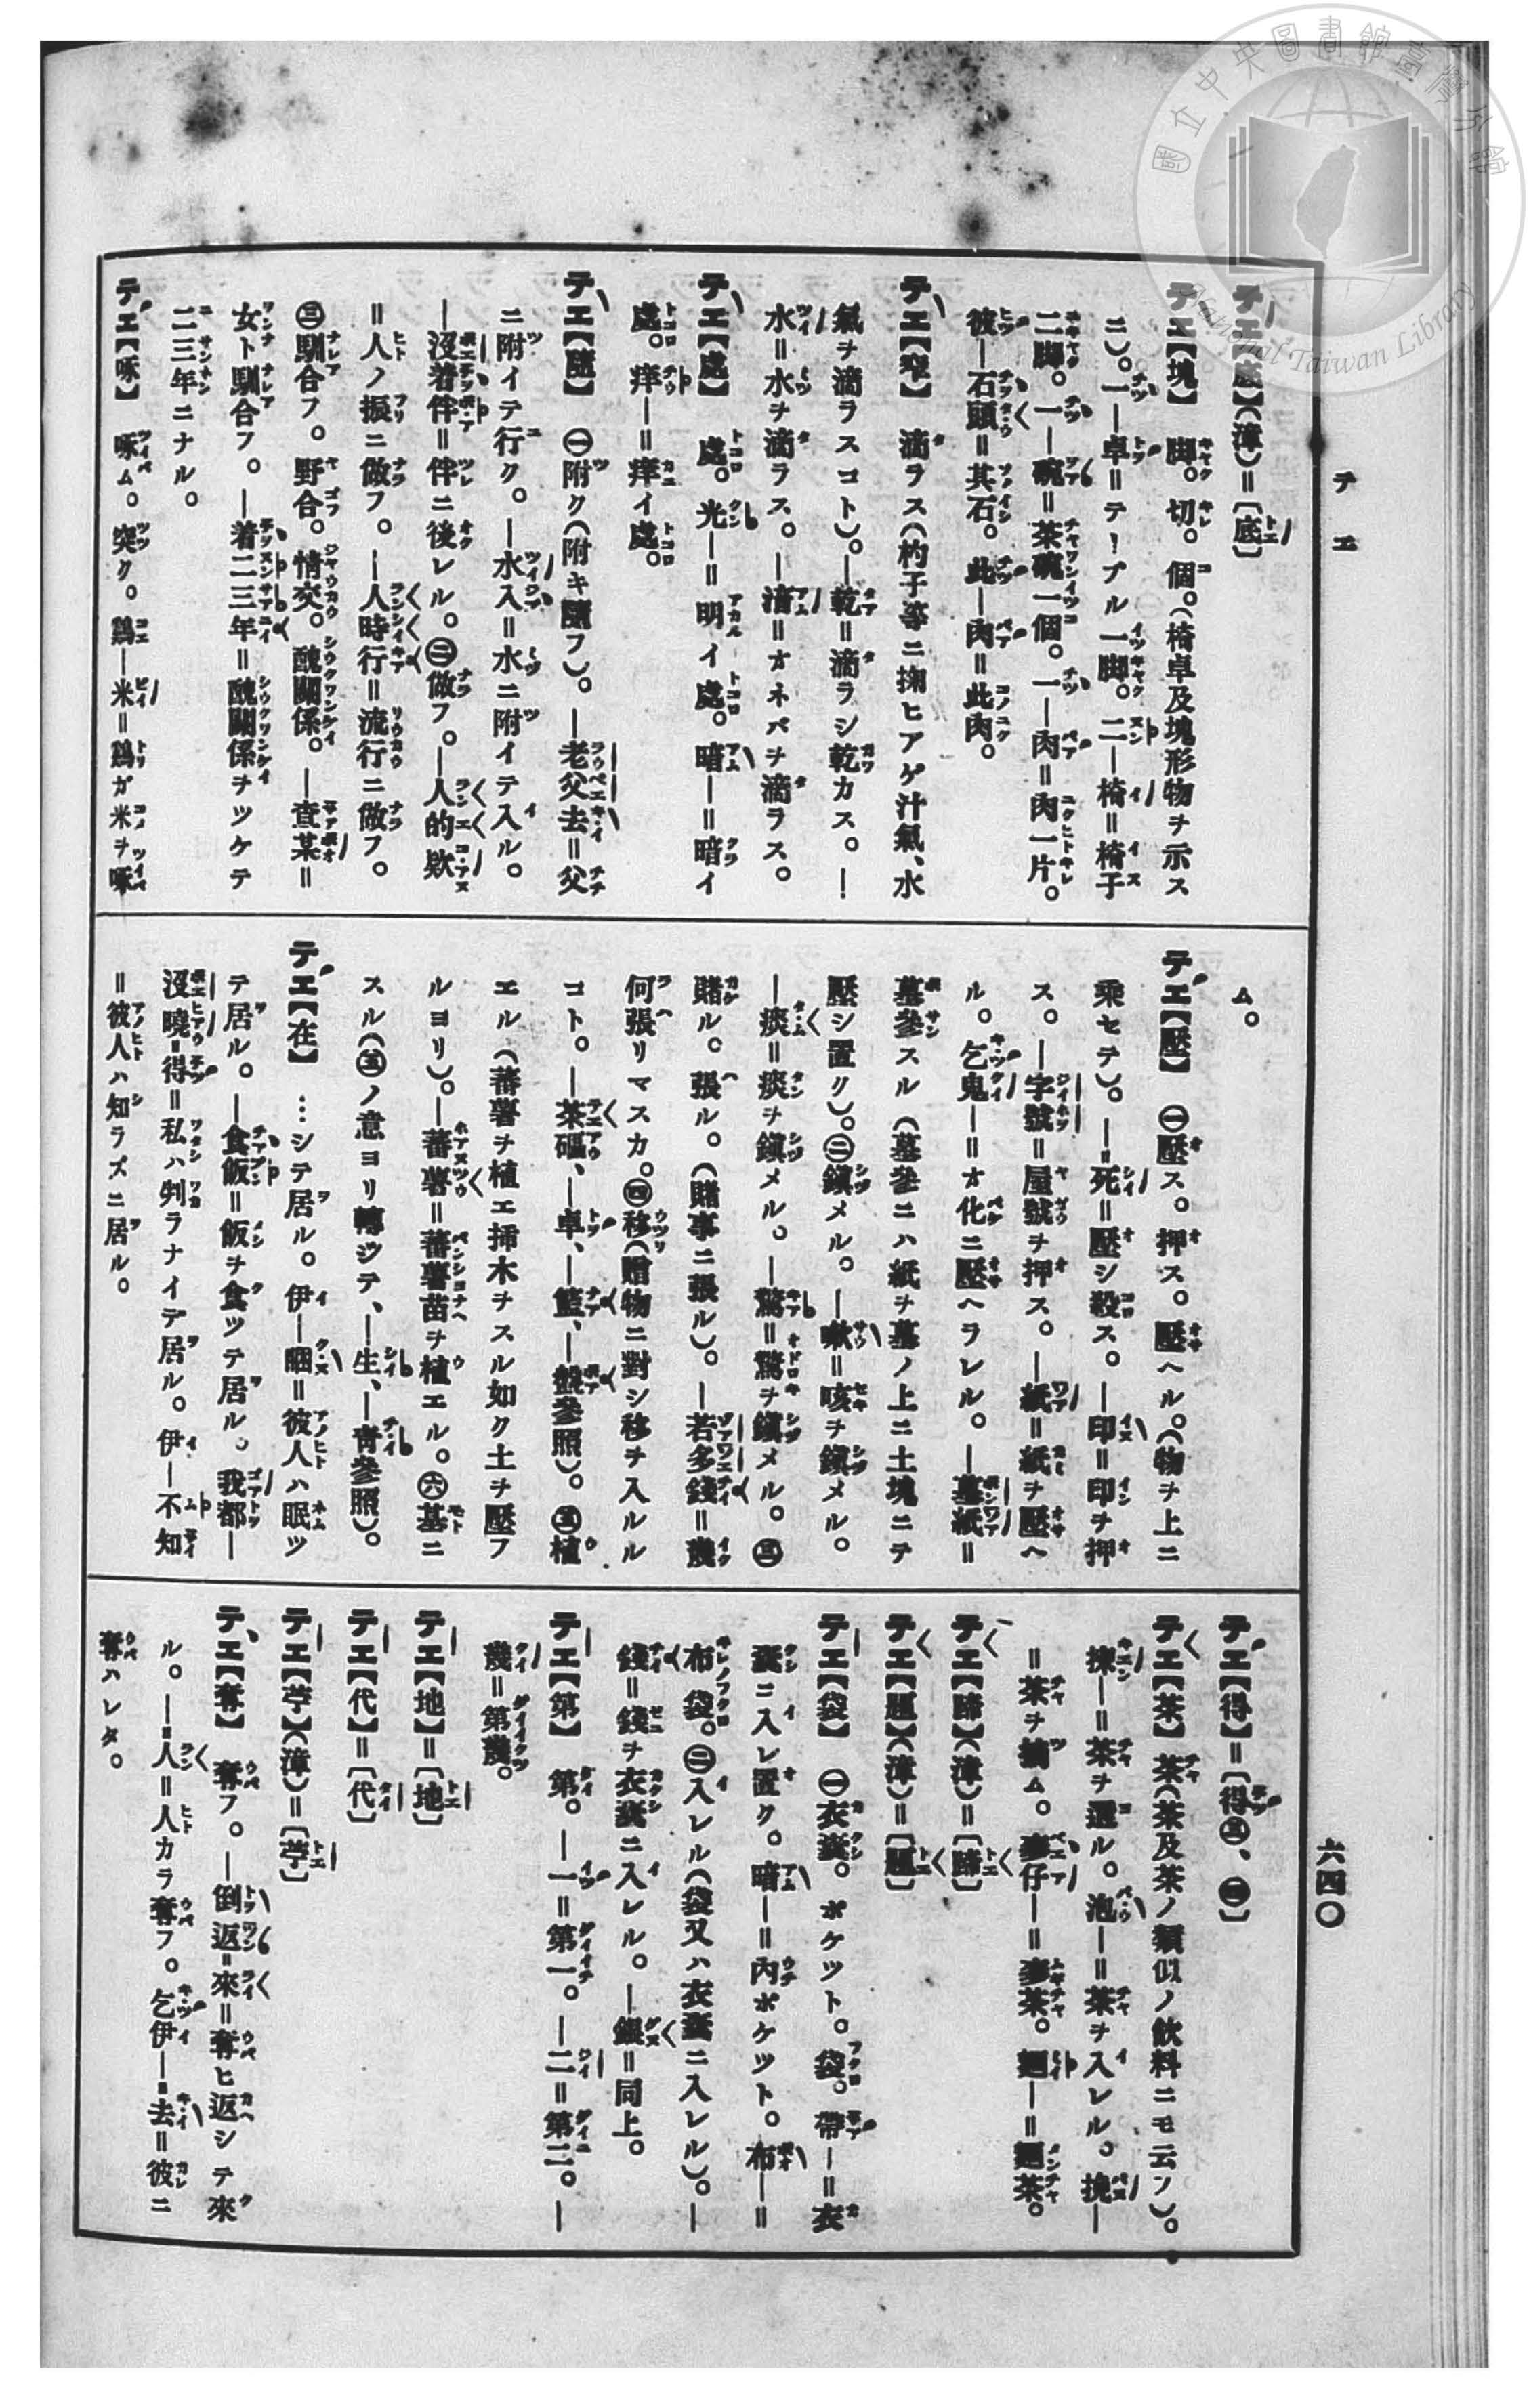 テエ
六四〇
テエ【底】(漳)=[底]
テエ【塊】 脚。切。個。(椅卓及塊形物ヲ示ス
ニ)。一―卓=テーブル一脚。二―椅=椅子
二脚。一―碗=茶碗一個。一―肉=肉一片。
彼―石頭=其石。此―肉=此肉。
テエ【窄】 滴ラス(杓子等ニ掬ヒアゲ汁氣、水
氣ヲ滴ラスコト)。―乾=滴ラシ乾カス。―
水=水ヲ滴ラス。―湆=オネバヲ滴ラス。
テエ【處】 處。光―=明イ處。暗―=暗イ
處。痒―=痒イ處。
テエ【隨】 ㊀附ク(附キ隨フ)。―老父去=父
ニ附イテ行ク。―水入=水ニ附イテ入ル。
―沒着伴=伴ニ後レル。㊁做フ。―人的欵
=人ノ振ニ做フ。―人時行=流行ニ做フ。
㊂馴合フ。野合。情交。醜關係。―查某=
女ト馴合フ。―着二三年=醜關係ヲツケテ
二三年ニナル。
テエ【啄】 啄ム。突ク。鷄―米=鷄ガ米ヲ啄
ム。
テエ【壓】 ㊀壓ス。押ス。壓ヘル。(物ヲ上ニ
乘セテ)。―死=壓シ殺ス。―印=印ヲ押
ス。―字號=屋號ヲ押ス。―紙=紙ヲ壓ヘ
ル。乞鬼―=オ化ニ壓ヘラレル。―墓紙=
墓參スル(墓參ニハ紙ヲ墓ノ上ニ土塊ニテ
壓シ置ク)。㊁鎭メル。―嗽=咳ヲ鎭メル。
―痰=痰ヲ鎭メル。―驚=驚ヲ鎭メル。㊂
賭ル。張ル。(賭事ニ張ル)。―若多錢=幾
何張リマスカ。㊃移(贈物ニ對シ移ヲ入ルル
コト。―茶甌、―卓、―籃、―盤參照)。㊄植
エル(蕃薯ヲ植エ挿木ヲスル如ク土ヲ壓フ
ルヨリ)。―蕃薯=蕃薯苗ヲ植エル。㊅基ニ
スル(㊄ノ意ヨリ轉ジテ、―生、―靑參照)。
テエ【在】 …シテ居ル。伊―睏=彼人ハ眠ツ
テ居ル。―食飯=飯ヲ食ツテ居ル。我都―
沒曉得=私ハ判ラナイデ居ル。伊―不知
=彼人ハ知ラズニ居ル。
テエ【得】=[得㊂、㊁]
テエ【茶】 茶(茶及茶ノ類似ノ飮料ニモ云フ)。
揀―=茶ヲ選ル。泡―=茶ヲ入レル。挽―
=茶ヲ摘ム。麥仔―=麥茶。麵―=麵茶。
テエ【蹄】(漳)=[蹄]
テエ【題】(漳)=[題]
テエ【袋】 ㊀衣嚢。ポケツト。袋。帶―=衣
嚢ニ入レ置ク。暗―=內ポケツト。布―=
布袋。㊁入レル(袋又ハ衣嚢ニ入レル)。―
錢=錢ヲ衣嚢ニ入レル。―銀=同上。
テエ【第】 第。―一=第一。―二=第二。―
幾=第幾。
テエ【地】=[地]
テエ【代】=[代]
テエ【苧】(漳)=[苧]
テエ【奪】 奪フ。―倒返來=奪ヒ返シテ來
ル。―人=人カラ奪フ。乞伊―去=彼ニ
奪ハレタ。
國立中央圖書館臺灣分館
National Taiwan Library